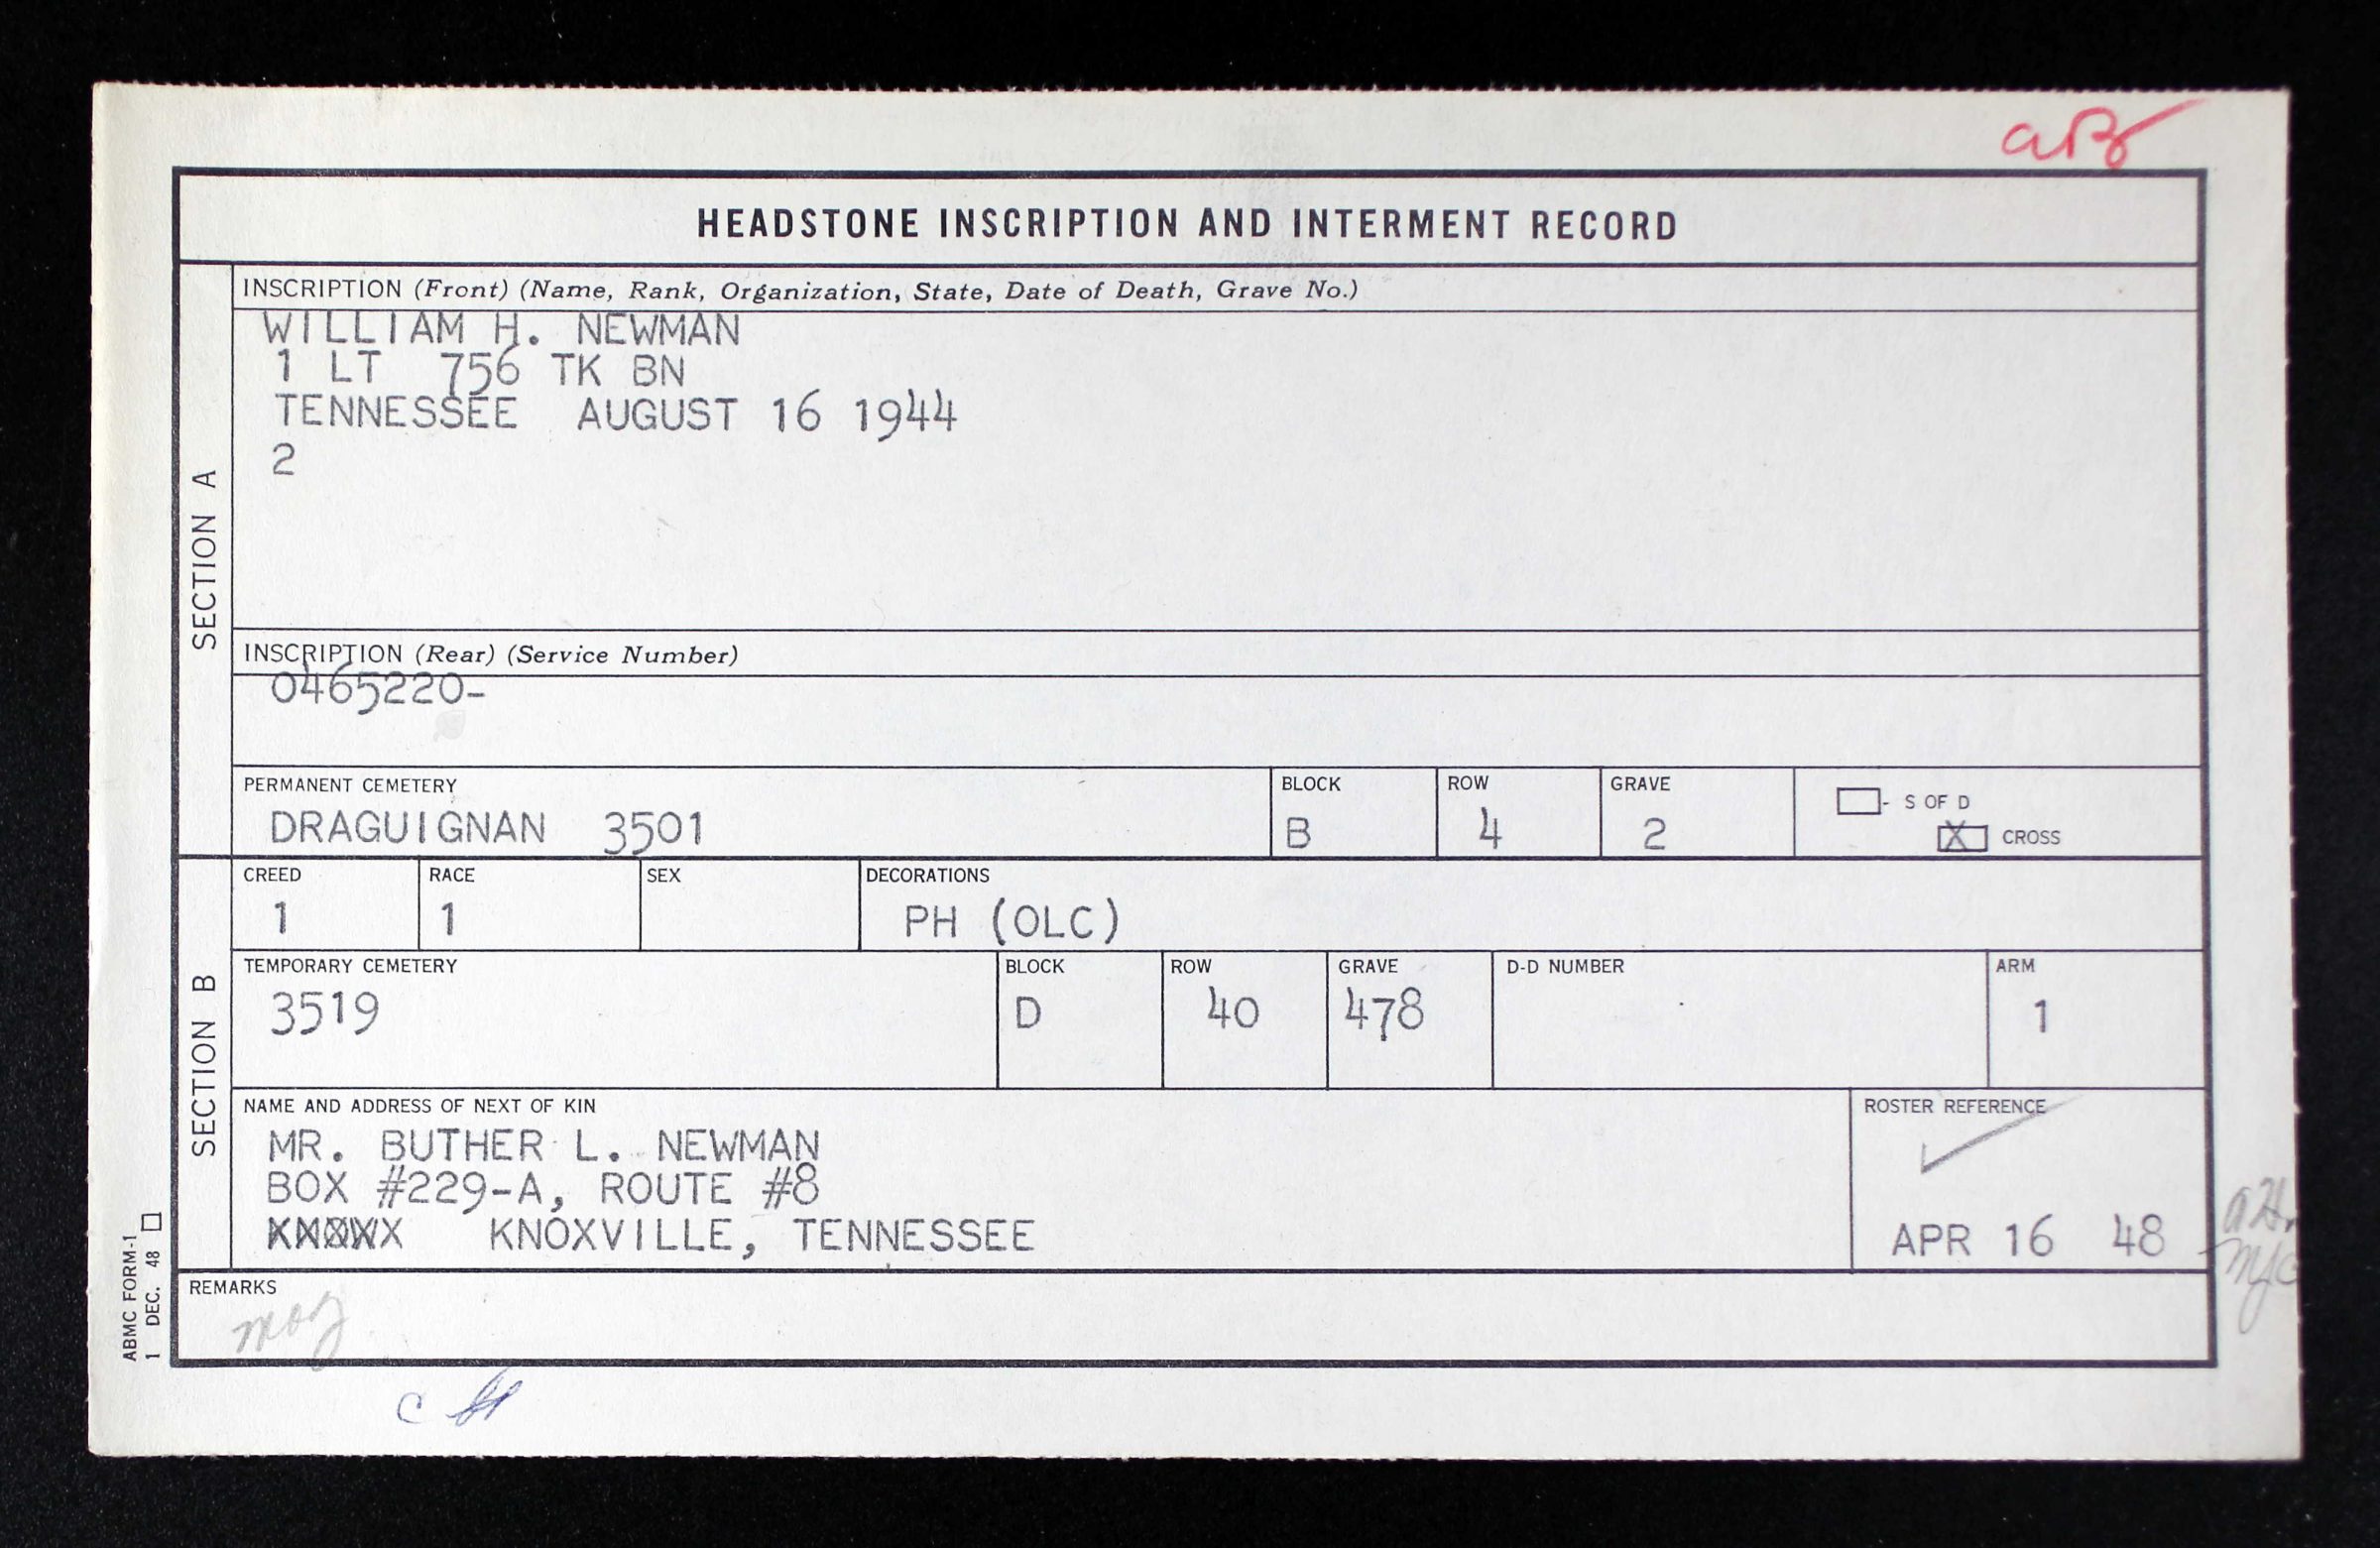 aB
HEADSTONE INSCRIPTION AND INTERMENT RECORD
SECTION A
INSCRIPTION (Front) (Name, Rank, Organization, State, Date of Death, Grave No.)
WILLIAM H. NEWMAN
1 LT 756 TK BN
TENNESSEE AUGUST 16 1944
2
INSCRIPTION (Rear) (Service Number)
0465220-
PERMANENT CEMETERY BLOCK ROW GRAVE
DRAGUIGNAN 3501 B 4 2
- S OF D
X CROSS
SECTION B
CREED RACE SEX DECORATIONS
1 1 PH (OLC)
TEMPORARY CEMETERY BLOCK ROW GRAVE D-D NUMBER ARM
3519 D 40 478 1
NAME AND ADDRESS OF NEXT OF KIN ROSTER REFERENCE
MR. BUTHER L. NEWMAN
BOX #229-A, ROUTE #8
KNOXVILLE, TENNESSEE APR 16 48
REMARKS
ABMC FORM-1
1 DEC. 48